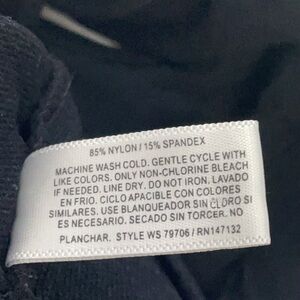 85% NYLON / 15% SPANDEX
MACHINE WASH COLD. GENTLE CYCLE WITH
LIKE COLORS. ONLY NON-CHLORINE BLEACH
IF NEEDED. LINE DRY. DO NOT IRON. LAVADO
EN FRIO. CICLO APACIBLE CON COLORES
SIMILARES. USE BLANQUEADOR SIN CLORO SI
ES NECESARIO. SECADO SIN TORCER. NO
PLANCHAR. STYLE WS 79706 / RN147132